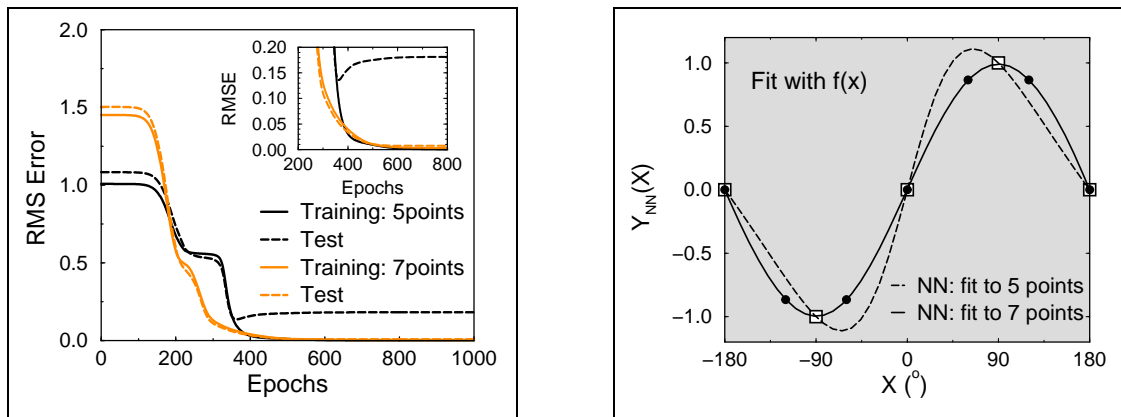 2.0
1.5
1.0
0.5
0.0
RMS Error
0 200 400 600 800 1000
Epochs
0.20
0.15
0.10
0.05
0.00
RMSE
200 400 600 800
Epochs
Training: 5points
Test
Training: 7points
Test
1.0
0.5
0.0
−0.5
−1.0
Y_NN(X)
Fit with f(x)
NN: fit to 5 points
NN: fit to 7 points
−180 −90 0 90 180
X (°)